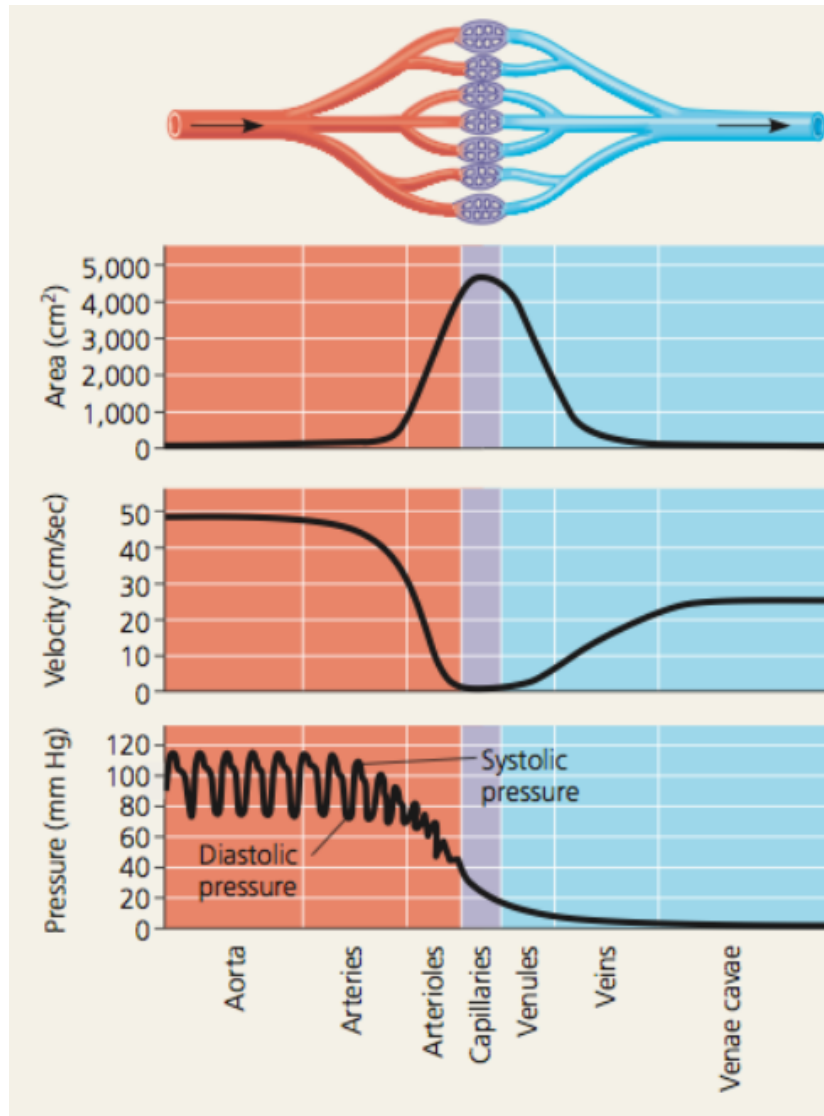 Area (cm²)
5,000
4,000
3,000
2,000
1,000
0
Velocity (cm/sec)
50
40
30
20
10
0
Pressure (mm Hg)
120
100
80
60
40
20
0
Systolic
pressure
Diastolic
pressure
Aorta
Arteries
Arterioles
Capillaries
Venules
Veins
Venae cavae